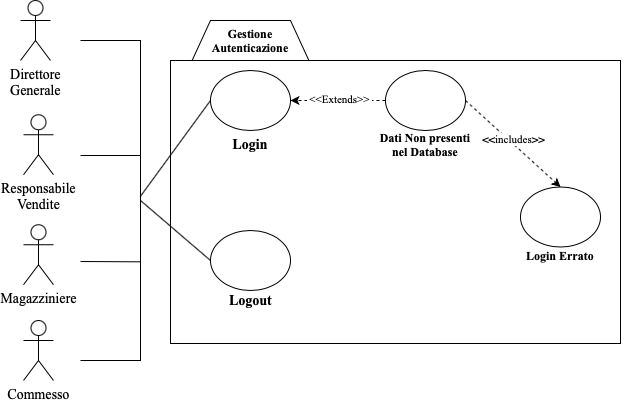 Gestione
Autenticazione
Direttore
Generale
<<Extends>>
Login
Dati Non presenti
nel Database
<<includes>>
Responsabile
Vendite
Login Errato
Magazziniere
Logout
Commesso